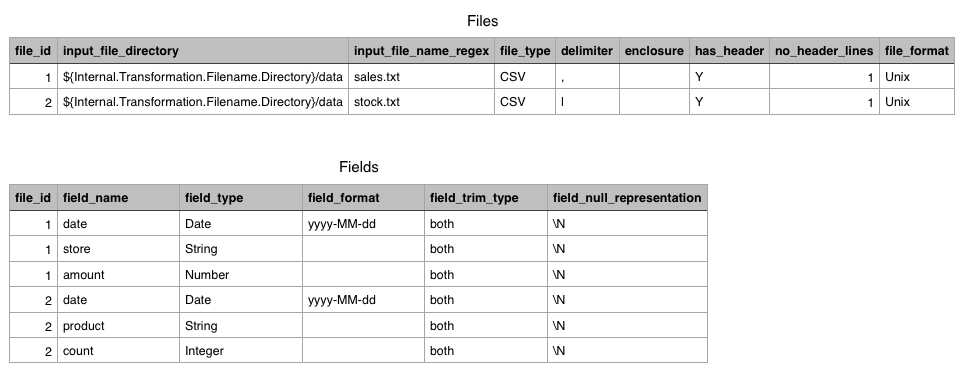 Files
file_id input_file_directory input_file_name_regex file_type delimiter enclosure has_header no_header_lines file_format
1 ${Internal.Transformation.Filename.Directory}/data sales.txt CSV , Y 1 Unix
2 ${Internal.Transformation.Filename.Directory}/data stock.txt CSV | Y 1 Unix
Fields
file_id field_name field_type field_format field_trim_type field_null_representation
1 date Date yyyy-MM-dd both \N
1 store String both \N
1 amount Number both \N
2 date Date yyyy-MM-dd both \N
2 product String both \N
2 count Integer both \N